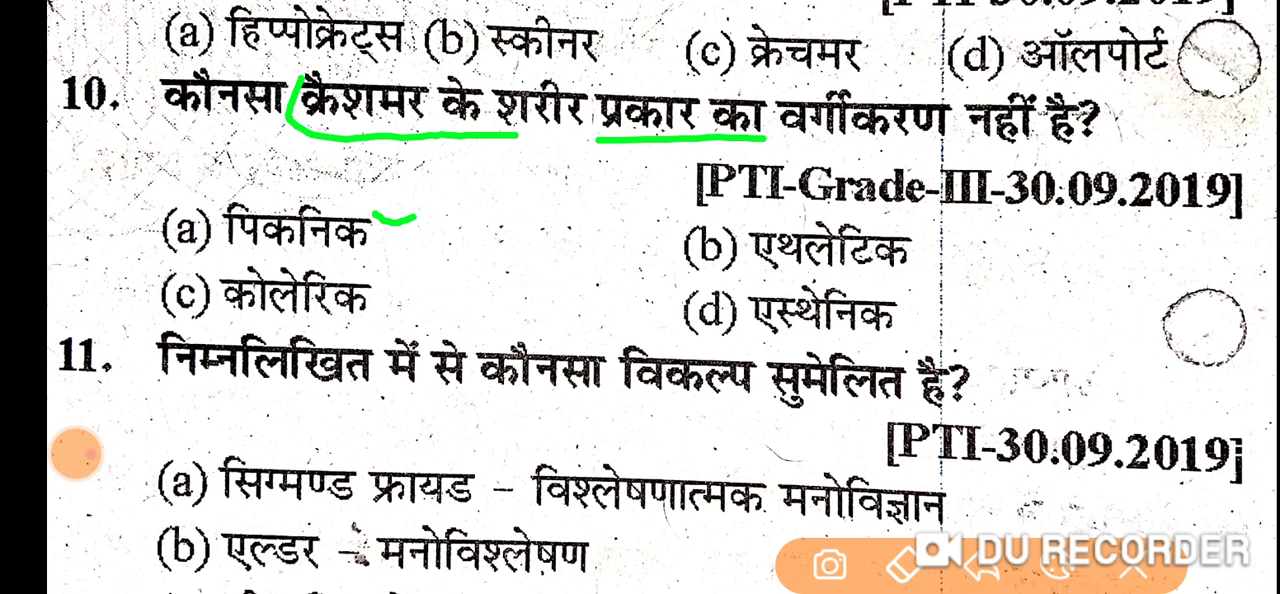 (a) हिप्पोक्रेट्स (b) स्कीनर (c) क्रेचमर (d) ऑलपोर्ट
10. कौनसा क्रैशमर के शरीर प्रकार का वर्गीकरण नहीं है?
[PTI-Grade-III-30.09.2019]
(a) पिकनिक (b) एथलेटिक
(c) कोलेरिक (d) एस्थेनिक
11. निम्नलिखित में से कौनसा विकल्प सुमेलित है?
[PTI-30.09.2019]
(a) सिग्मण्ड फ्रायड - विश्लेषणात्मक मनोविज्ञान
(b) एल्डर - मनोविश्लेषण
DU RECORDER